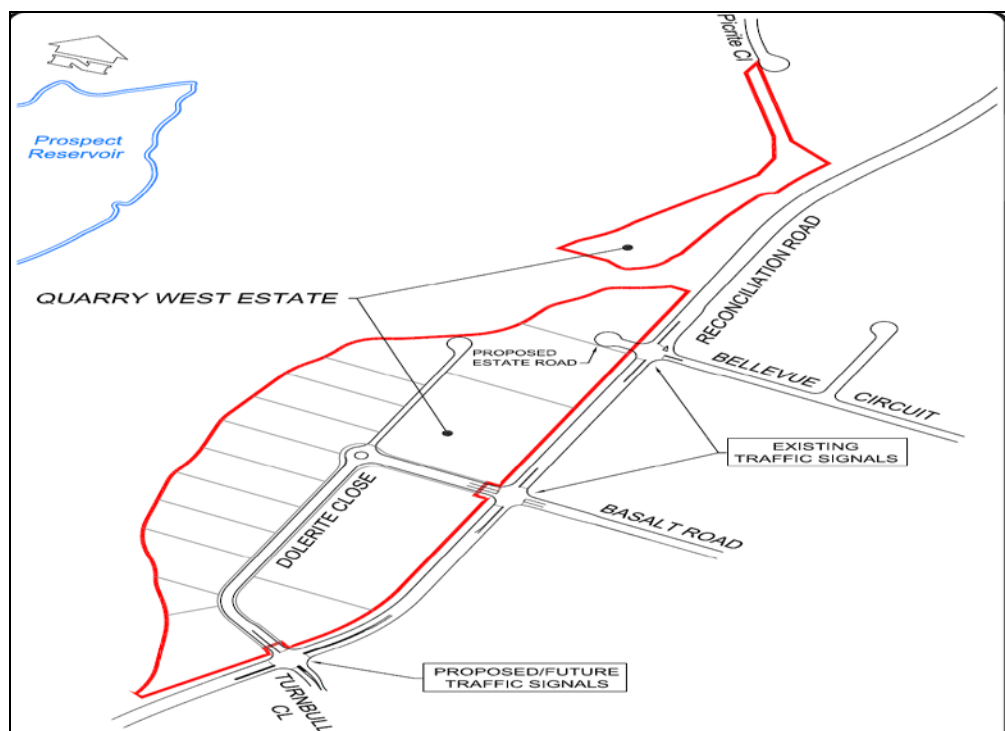 Picrite Cl
Prospect
Reservoir
QUARRY WEST ESTATE
RECONCILIATION ROAD
PROPOSED
ESTATE ROAD
BELLEVUE
CIRCUIT
EXISTING
TRAFFIC SIGNALS
DOLERITE CLOSE
BASALT ROAD
PROPOSED/FUTURE
TRAFFIC SIGNALS
TURNBULL
CL